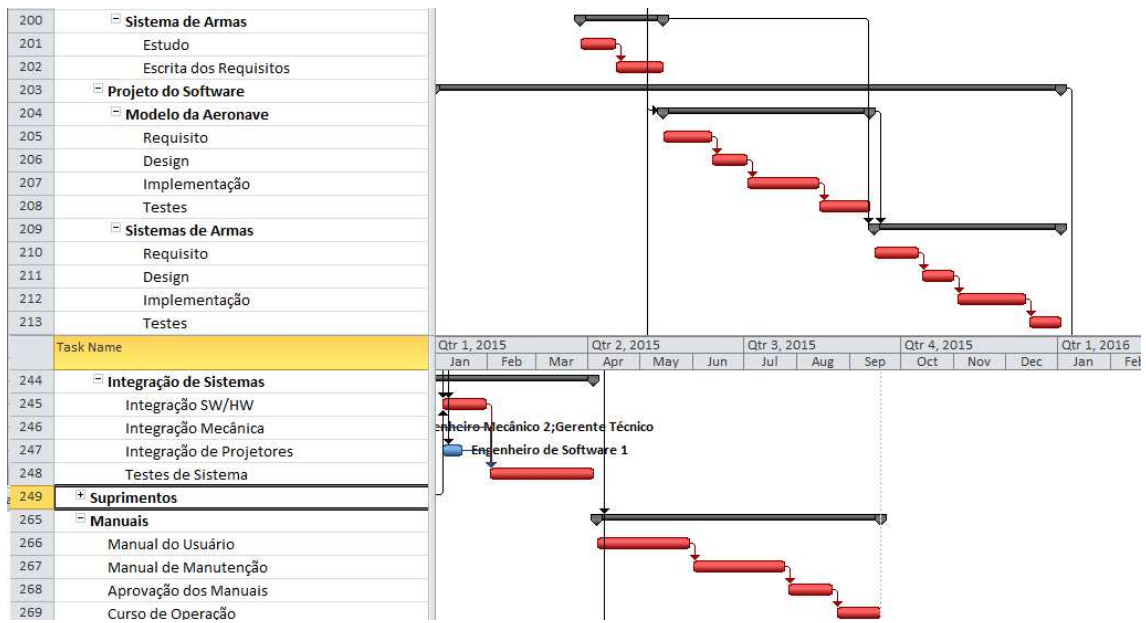 200 Sistema de Armas
201 Estudo
202 Escrita dos Requisitos
203 Projeto do Software
204 Modelo da Aeronave
205 Requisito
206 Design
207 Implementação
208 Testes
209 Sistemas de Armas
210 Requisito
211 Design
212 Implementação
213 Testes
Task Name Qtr 1, 2015 Qtr 2, 2015 Qtr 3, 2015 Qtr 4, 2015 Qtr 1, 2016
Jan Feb Mar Apr May Jun Jul Aug Sep Oct Nov Dec Jan Feb
244 Integração de Sistemas
245 Integração SW/HW
246 Integração Mecânica enheiro Mecânico 2;Gerente Técnico
247 Integração de Projetores Engenheiro de Software 1
248 Testes de Sistema
249 Suprimentos
265 Manuais
266 Manual do Usuário
267 Manual de Manutenção
268 Aprovação dos Manuais
269 Curso de Operação